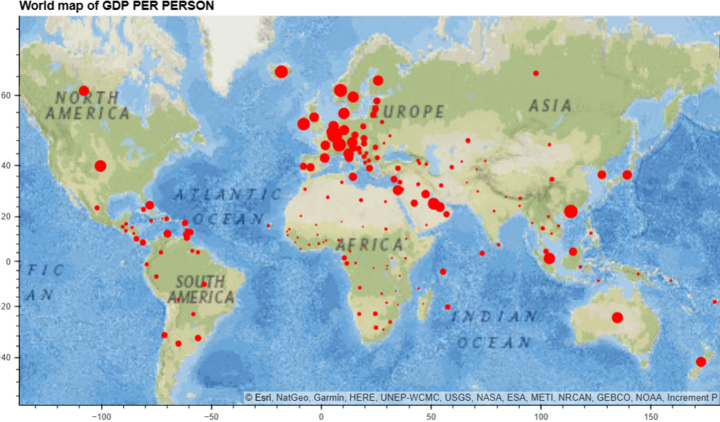 World map of GDP PER PERSON
60
40
20
0
-20
-40
NORTH
AMERICA
EUROPE
ASIA
ATLANTIC
OCEAN
AFRICA
FIC
AN
SOUTH
AMERICA
INDIAN
OCEAN
© Esri, NatGeo, Garmin, HERE, UNEP-WCMC, USGS, NASA, ESA, METI, NRCAN, GEBCO, NOAA, Increment P
-100
-50
0
50
100
150